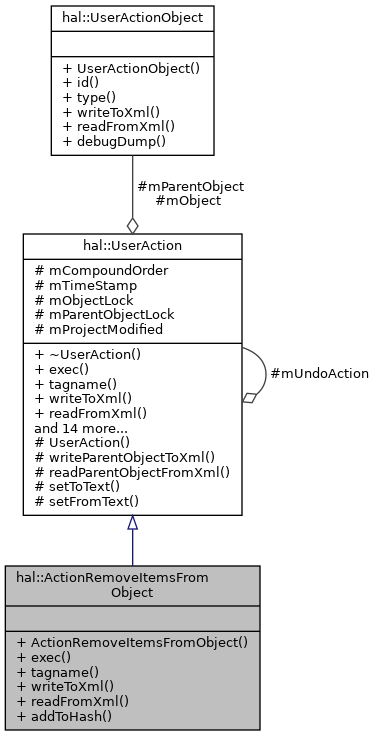 hal::UserActionObject
+ UserActionObject()
+ id()
+ type()
+ writeToXml()
+ readFromXml()
+ debugDump()
#mParentObject
#mObject
hal::UserAction
# mCompoundOrder
# mTimeStamp
# mObjectLock
# mParentObjectLock
# mProjectModified
+ ~UserAction()
+ exec()
+ tagname()
+ writeToXml()
+ readFromXml()
and 14 more...
# UserAction()
# writeParentObjectToXml()
# readParentObjectFromXml()
# setToText()
# setFromText()
#mUndoAction
hal::ActionRemoveItemsFrom
Object
+ ActionRemoveItemsFromObject()
+ exec()
+ tagname()
+ writeToXml()
+ readFromXml()
+ addToHash()